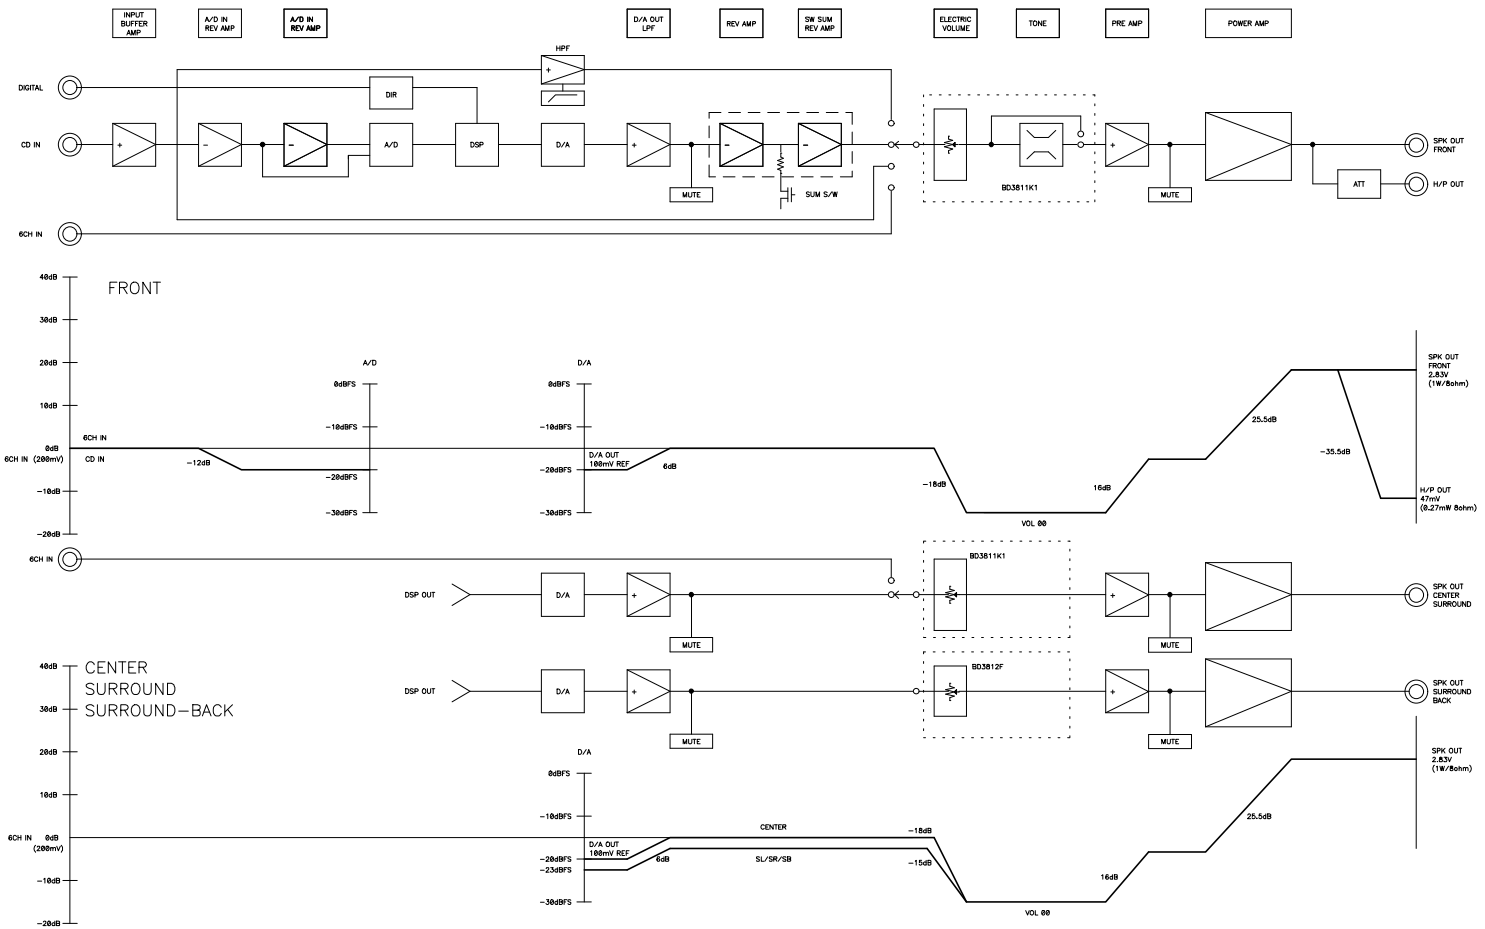 INPUT
BUFFER
AMP
A/D IN
REV AMP
A/D IN
REV AMP
D/A OUT
LPF
REV AMP
SW SUM
REV AMP
ELECTRIC
VOLUME
TONE
PRE AMP
POWER AMP
HPF
+
DIGITAL
DIR
CD IN
+
-
-
A/D
DSP
D/A
+
-
-
+
SPK OUT
FRONT
MUTE
SUM S/W
BD3811K1
MUTE
ATT
H/P OUT
6CH IN
40dB
FRONT
30dB
20dB
10dB
0dB
6CH IN (200mV)
-10dB
-20dB
6CH IN
CD IN
-12dB
A/D
0dBFS
-10dBFS
-20dBFS
-30dBFS
D/A
0dBFS
-10dBFS
-20dBFS
-30dBFS
D/A OUT
100mV REF
6dB
-18dB
VOL 00
16dB
25.5dB
-35.5dB
SPK OUT
FRONT
2.83V
(1W/8ohm)
H/P OUT
47mV
(0.27mW 8ohm)
6CH IN
BD3811K1
DSP OUT
D/A
+
MUTE
+
MUTE
SPK OUT
CENTER
SURROUND
BD3812F
DSP OUT
D/A
+
MUTE
+
MUTE
SPK OUT
SURROUND
BACK
40dB
CENTER
SURROUND
SURROUND-BACK
30dB
20dB
10dB
6CH IN 0dB
(200mV)
-10dB
-20dB
D/A
0dBFS
-10dBFS
-20dBFS
-23dBFS
-30dBFS
D/A OUT
100mV REF
6dB
CENTER
SL/SR/SB
-18dB
-15dB
VOL 00
16dB
25.5dB
SPK OUT
2.83V
(1W/8ohm)